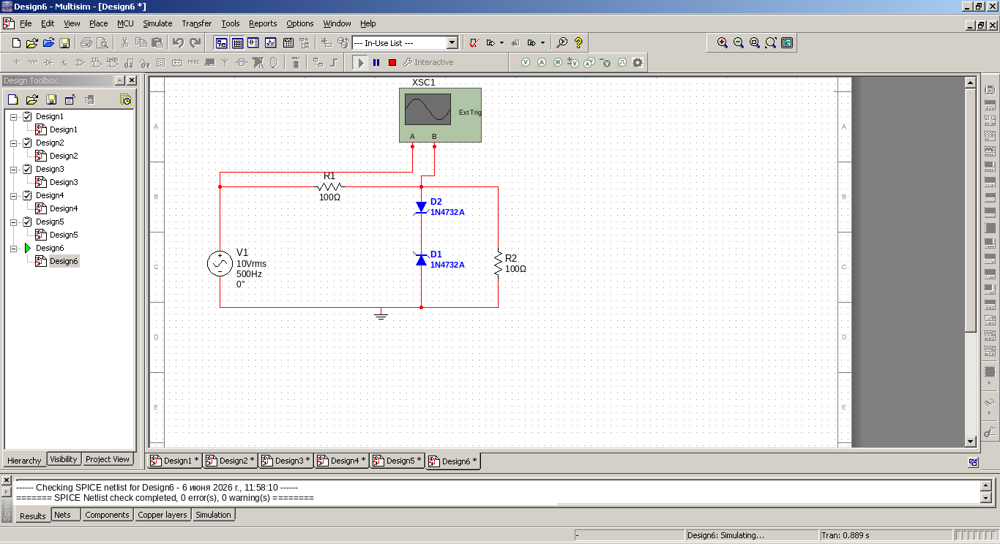 Design6 - Multisim - [Design6 *]
File Edit View Place MCU Simulate Transfer Tools Reports Options Window Help
--- In-Use List ---
Interactive
Design Toolbox
Design1
Design1
Design2
Design2
Design3
Design3
Design4
Design4
Design5
Design5
Design6
Design6
Hierarchy Visibility Project View
XSC1
Ext Trig
A B
R1
100Ω
D2
1N4732A
D1
1N4732A
V1
10Vrms
500Hz
0°
R2
100Ω
A A
B B
C C
D D
E E
Design1 * Design2 * Design3 * Design4 * Design5 * Design6 *
------ Checking SPICE netlist for Design6 - 6 июня 2026 г., 11:58:10 ------
======= SPICE Netlist check completed, 0 error(s), 0 warning(s) ========
Results Nets Components Copper layers Simulation
- Design6: Simulating... Tran: 0.889 s